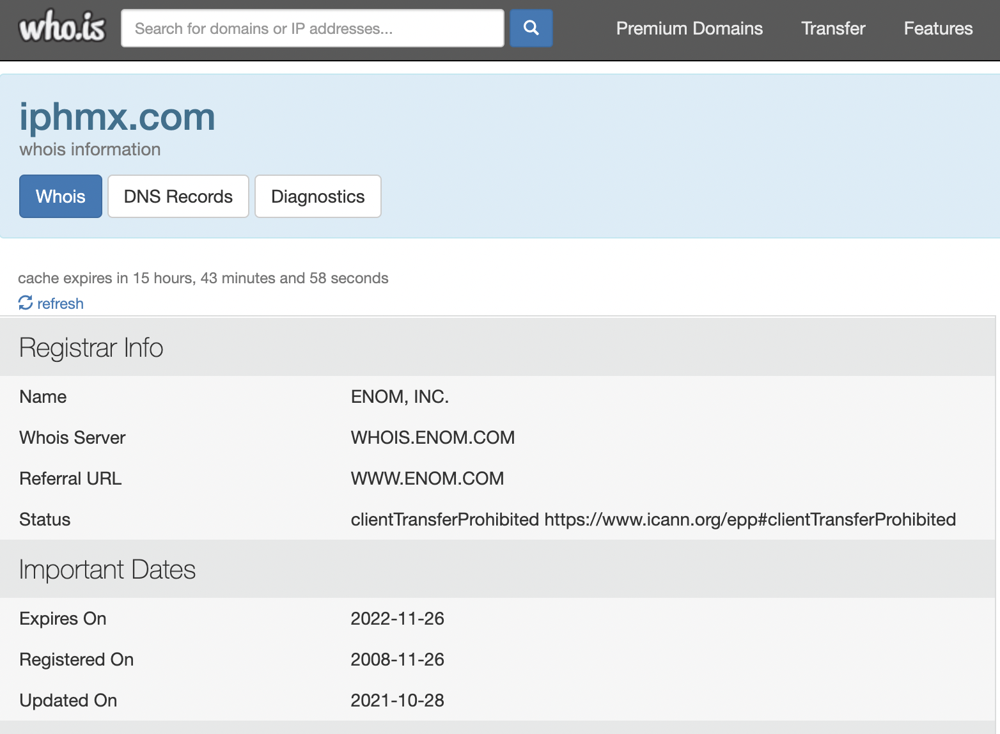 who.is Search for domains or IP addresses... Premium Domains Transfer Features
iphmx.com
whois information
Whois DNS Records Diagnostics
cache expires in 15 hours, 43 minutes and 58 seconds
refresh
Registrar Info
Name ENOM, INC.
Whois Server WHOIS.ENOM.COM
Referral URL WWW.ENOM.COM
Status clientTransferProhibited https://www.icann.org/epp#clientTransferProhibited
Important Dates
Expires On 2022-11-26
Registered On 2008-11-26
Updated On 2021-10-28